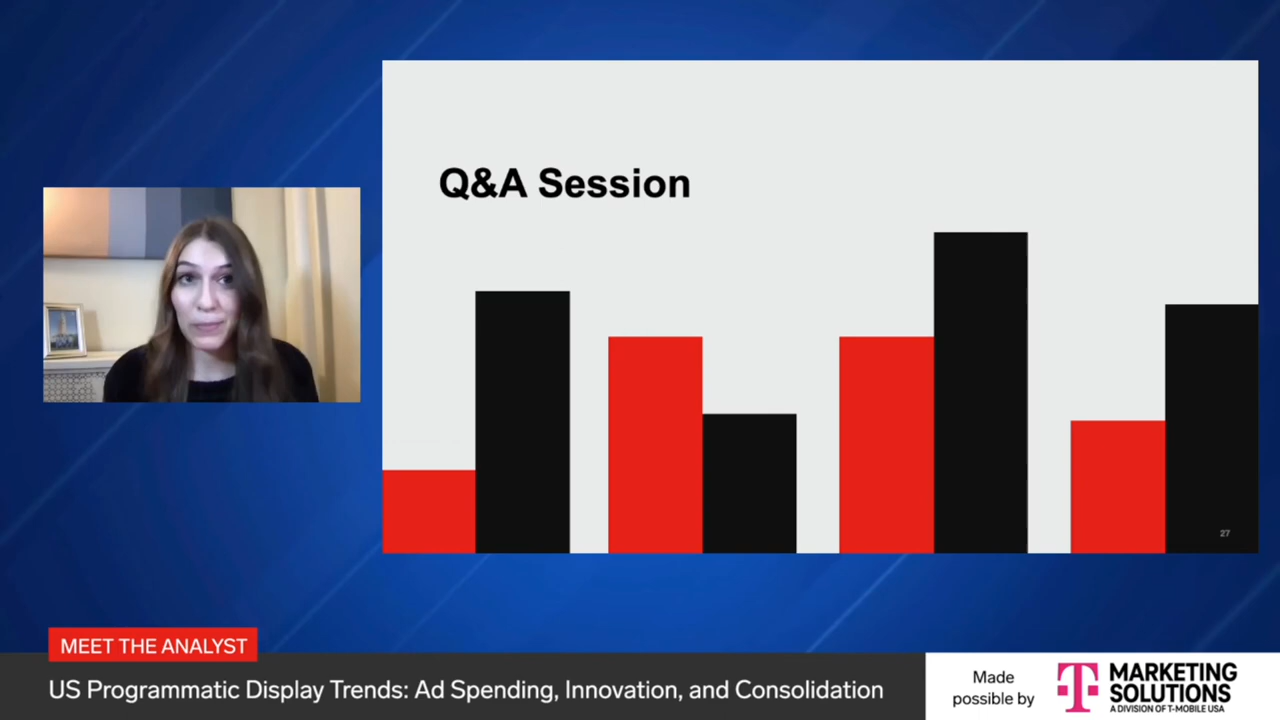 Q&A Session
27
MEET THE ANALYST
US Programmatic Display Trends: Ad Spending, Innovation, and Consolidation
Made
possible by
T
MARKETING
SOLUTIONS
A DIVISION OF T-MOBILE USA